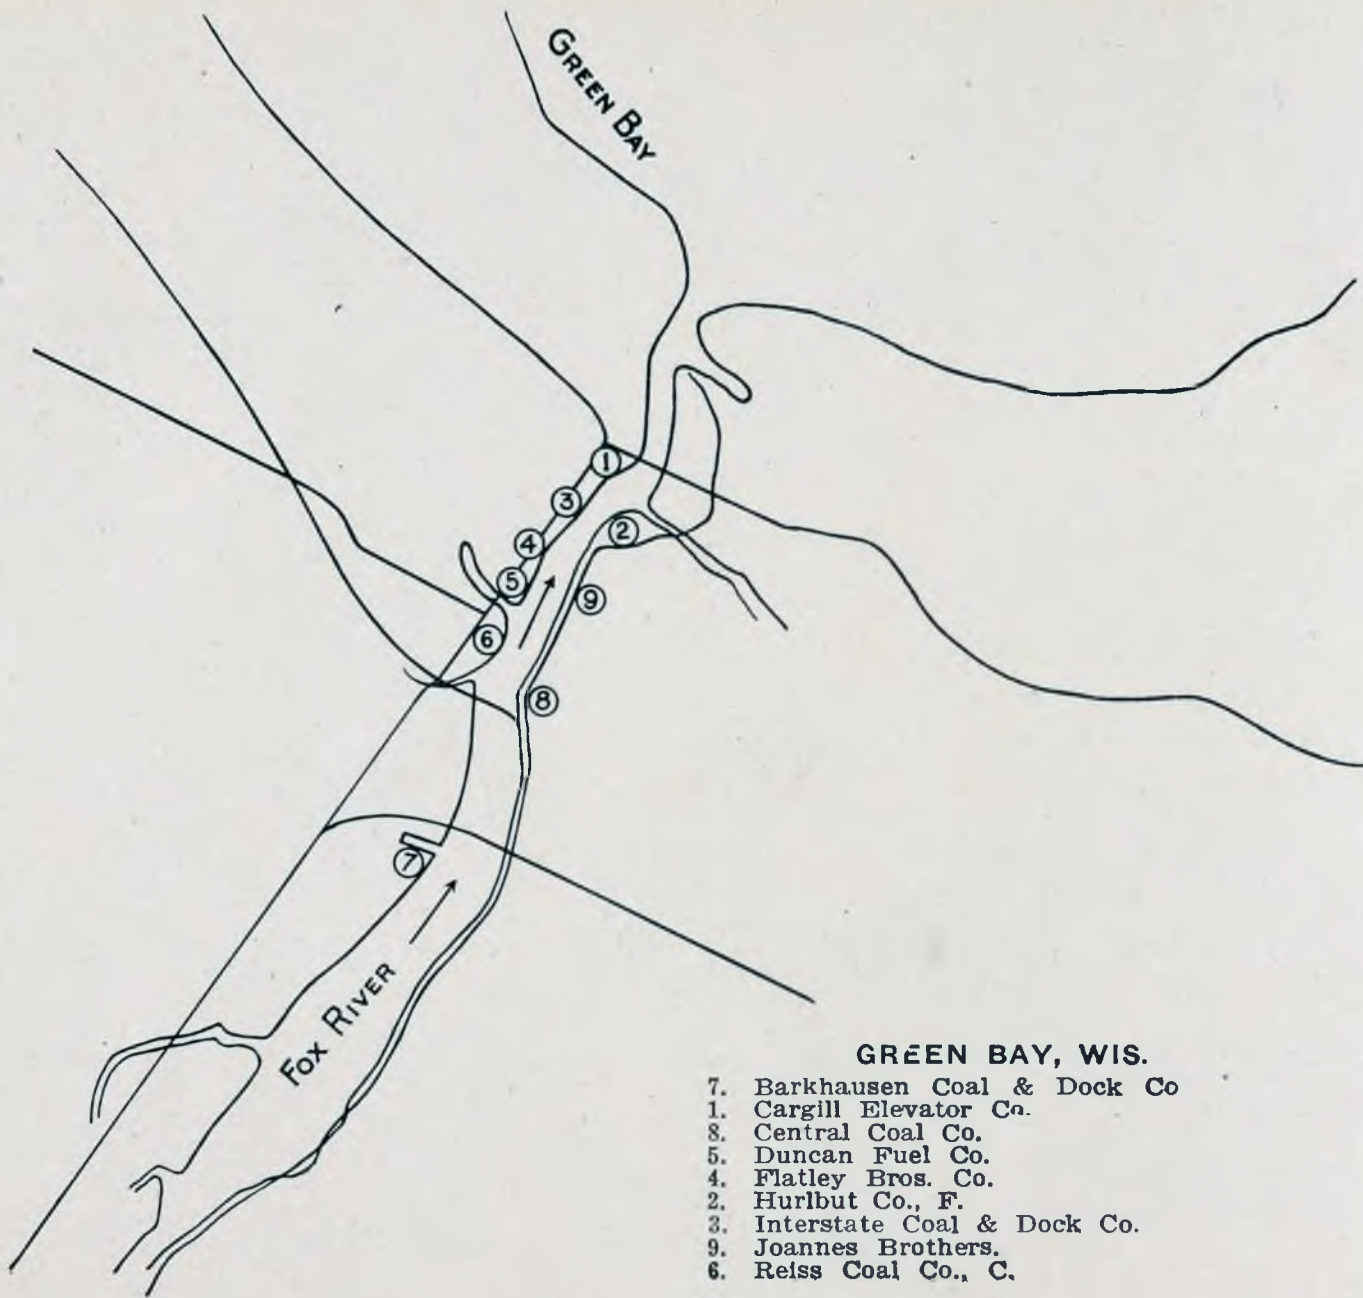 GREEN BAY
1
3
2
4
5
9
6
8
7
FOX RIVER
GREEN BAY, WIS.
7. Barkhausen Coal & Dock Co
1. Cargill Elevator Co.
8. Central Coal Co.
5. Duncan Fuel Co.
4. Flatley Bros. Co.
2. Hurlbut Co., F.
3. Interstate Coal & Dock Co.
9. Joannes Brothers.
6. Reiss Coal Co., C.